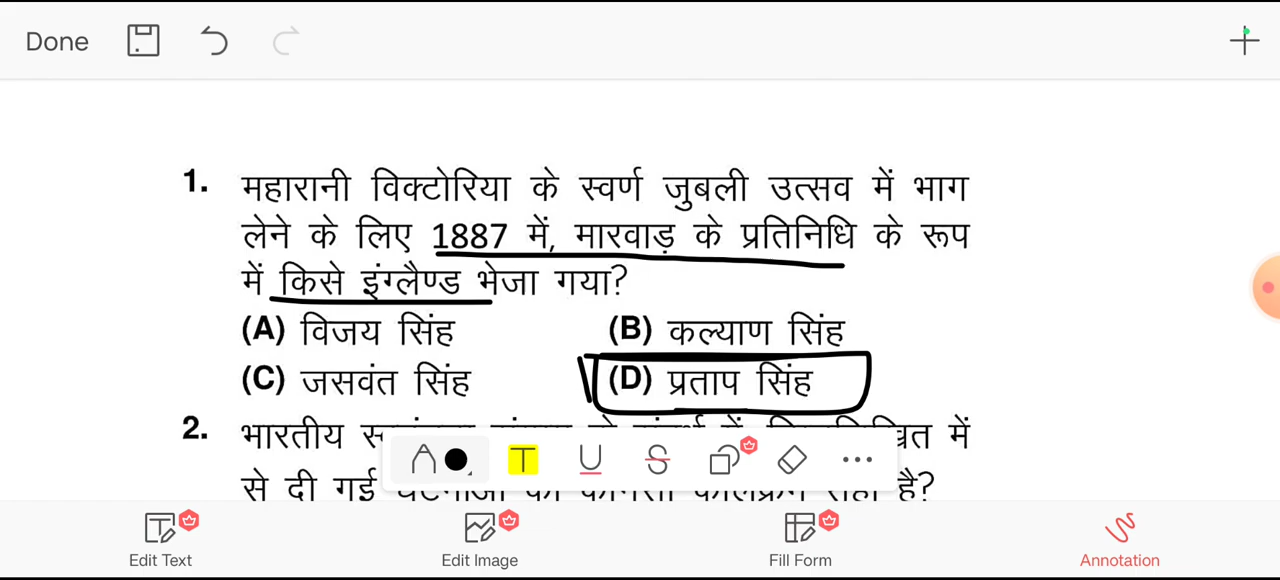 Done
1. महारानी विक्टोरिया के स्वर्ण जुबली उत्सव में भाग
लेने के लिए 1887 में, मारवाड़ के प्रतिनिधि के रूप
में किसे इंग्लैण्ड भेजा गया?
(A) विजय सिंह (B) कल्याण सिंह
(C) जसवंत सिंह (D) प्रताप सिंह
2. भारतीय में
से दी गई है?
T U S
Edit Text Edit Image Fill Form Annotation